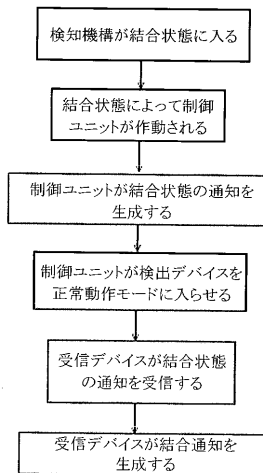 検知機構が結合状態に入る
結合状態によって制御
ユニットが作動される
制御ユニットが結合状態の通知を
生成する
制御ユニットが検出デバイスを
正常動作モードに入らせる
受信デバイスが結合状態
の通知を受信する
受信デバイスが結合通知を
生成する